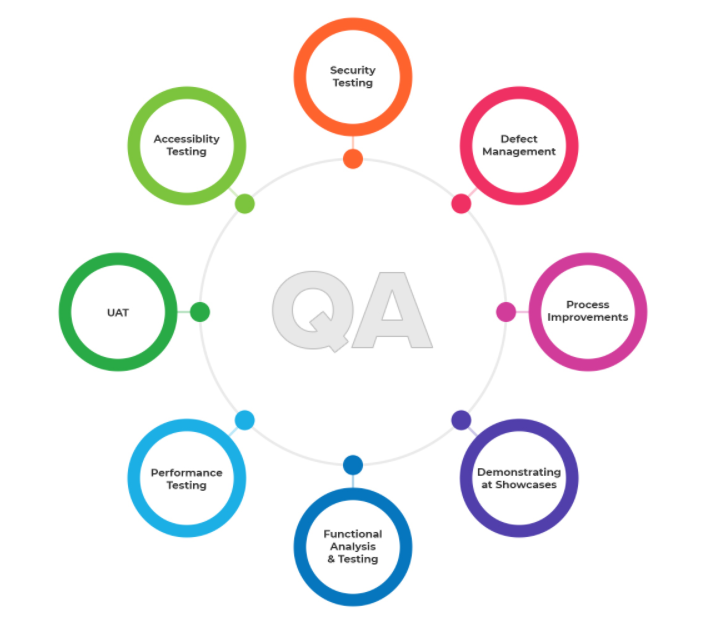 Security
Testing
Defect
Management
Process
Improvements
Demonstrating
at Showcases
Functional
Analysis
& Testing
Performance
Testing
UAT
Accessiblity
Testing
QA